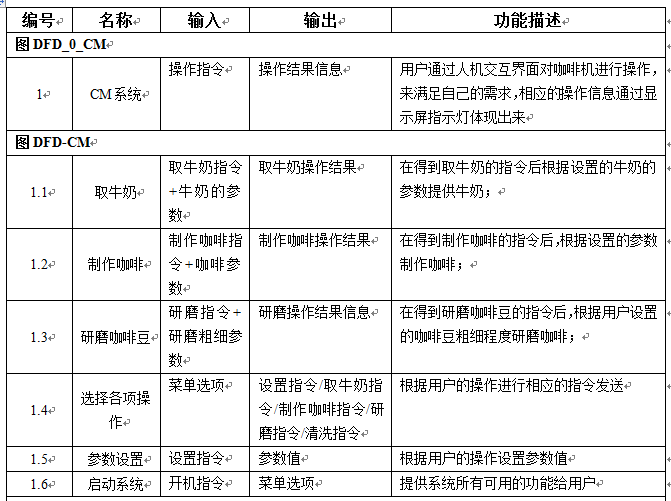 编号 名称 输入 输出 功能描述
图 DFD_0_CM
1 CM 系统 操作指令 操作结果信息 用户通过人机交互界面对咖啡机进行操作，
来满足自己的需求，相应的操作信息通过显
示屏指示灯体现出来
图 DFD-CM
1.1 取牛奶 取牛奶指令
+牛奶的参
数 取牛奶操作结果 在得到取牛奶的指令后根据设置的牛奶的
参数提供牛奶；
1.2 制作咖啡 制作咖啡指
令+咖啡参
数 制作咖啡操作结果 在得到制作咖啡的指令后，根据设置的参数
制作咖啡；
1.3 研磨咖啡豆 研磨指令+
研磨粗细参
数 研磨操作结果信息 在得到研磨咖啡豆的指令后，根据用户设置
的咖啡豆粗细程度研磨咖啡；
1.4 选择各项操
作 菜单选项 设置指令/取牛奶指
令/制作咖啡指令/研
磨指令/清洗指令 根据用户的操作进行相应的指令发送
1.5 参数设置 设置指令 参数值 根据用户的操作设置参数值
1.6 启动系统 开机指令 菜单选项 提供系统所有可用的功能给用户